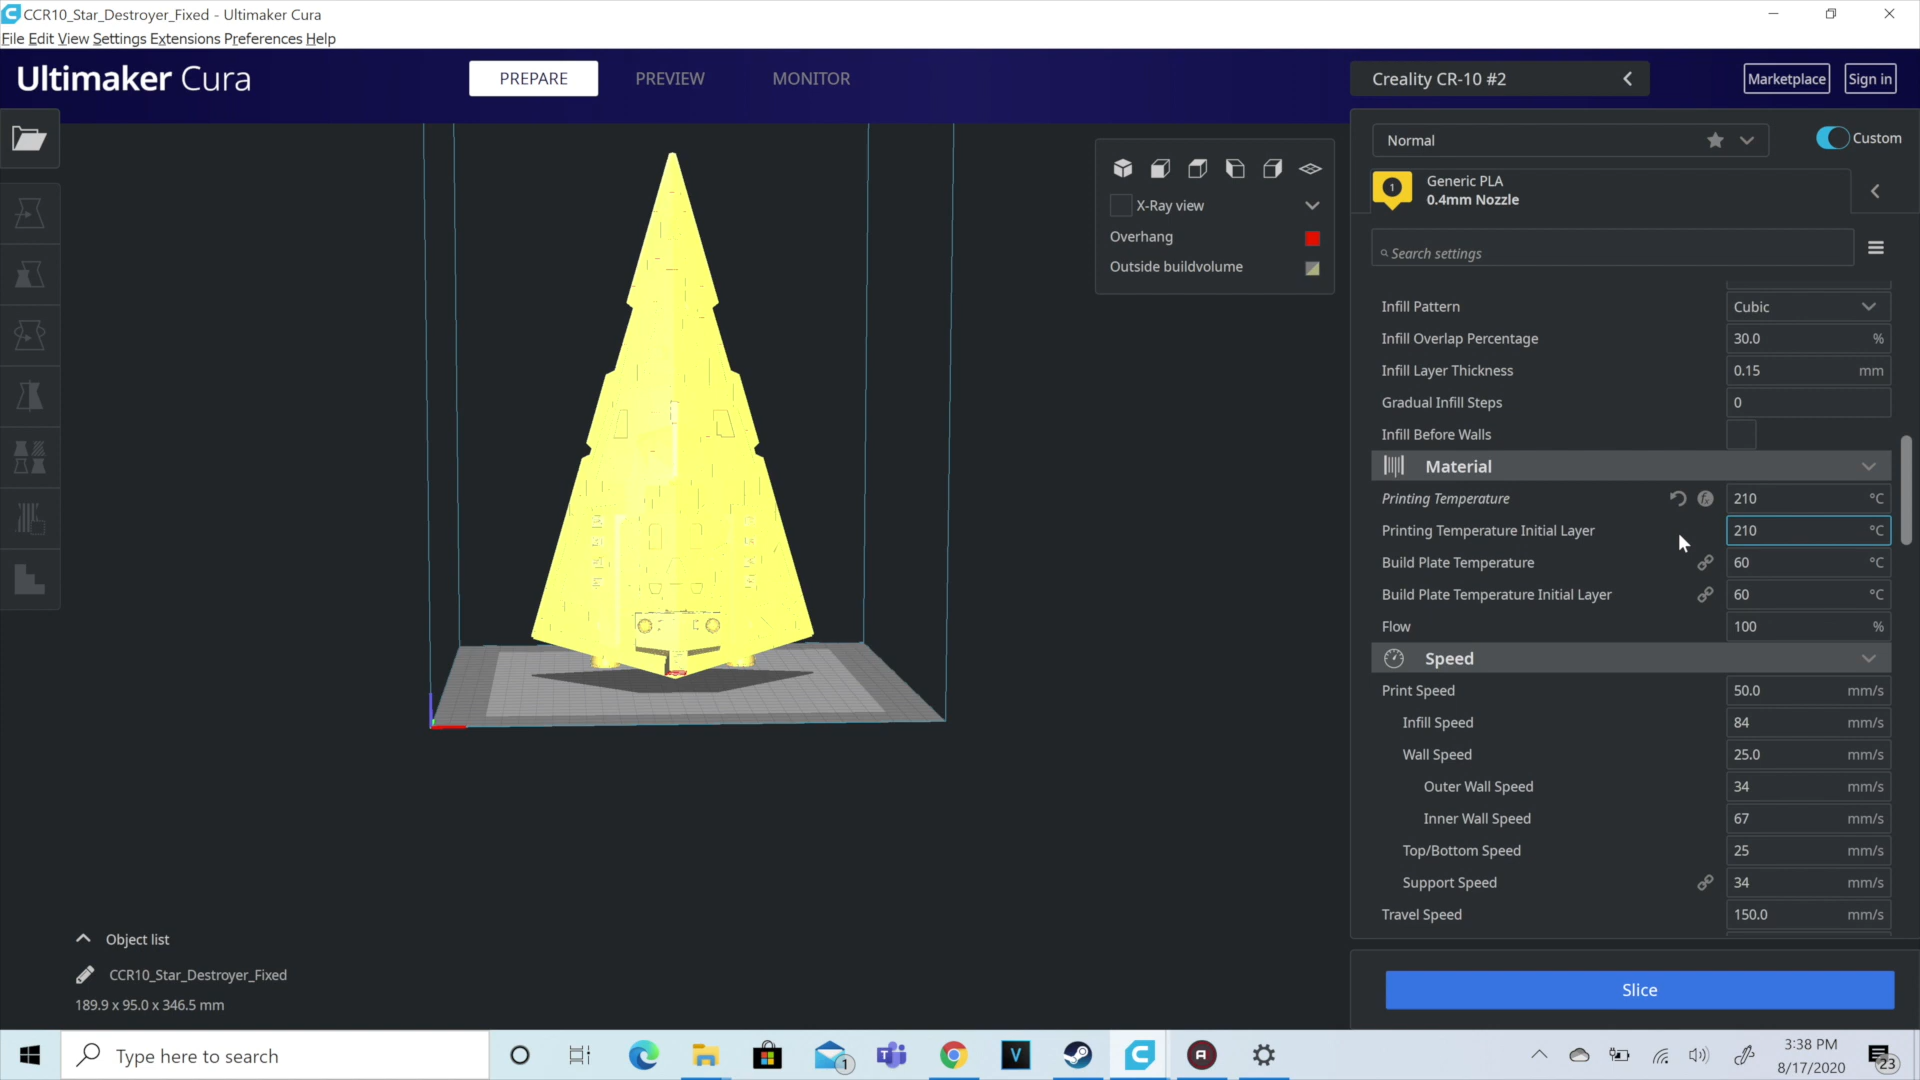 CCR10_Star_Destroyer_Fixed - Ultimaker Cura
File Edit View Settings Extensions Preferences Help
Ultimaker Cura
PREPARE
PREVIEW
MONITOR
Creality CR-10 #2
Marketplace
Sign in
Normal
Custom
1
Generic PLA
0.4mm Nozzle
Search settings
X-Ray view
Overhang
Outside buildvolume
Infill Pattern Cubic
Infill Overlap Percentage 30.0 %
Infill Layer Thickness 0.15 mm
Gradual Infill Steps 0
Infill Before Walls
Material
Printing Temperature 210 °C
Printing Temperature Initial Layer 210 °C
Build Plate Temperature 60 °C
Build Plate Temperature Initial Layer 60 °C
Flow 100 %
Speed
Print Speed 50.0 mm/s
Infill Speed 84 mm/s
Wall Speed 25.0 mm/s
Outer Wall Speed 34 mm/s
Inner Wall Speed 67 mm/s
Top/Bottom Speed 25 mm/s
Support Speed 34 mm/s
Travel Speed 150.0 mm/s
Object list
CCR10_Star_Destroyer_Fixed
189.9 x 95.0 x 346.5 mm
Slice
Type here to search
1
V
3:38 PM
8/17/2020
23